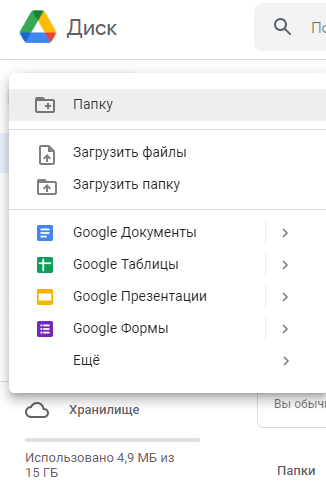 Диск
Папку
Загрузить файлы
Загрузить папку
Google Документы
Google Таблицы
Google Презентации
Google Формы
Ещё
Хранилище
Вы обычн
Использовано 4,9 МБ из
15 ГБ
Папки